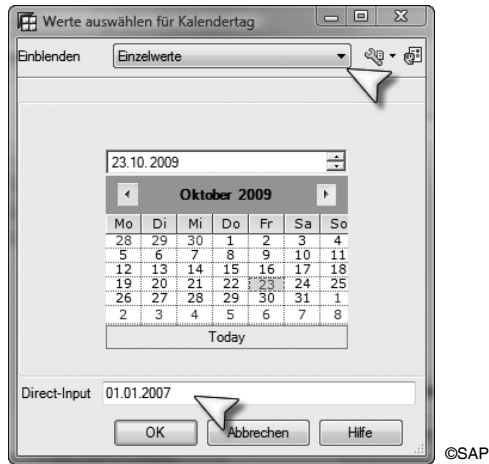 Werte auswählen für Kalendertag
Einblenden Einzelwerte
23.10.2009
Oktober 2009
Mo Di Mi Do Fr Sa So
28 29 30 1 2 3 4
5 6 7 8 9 10 11
12 13 14 15 16 17 18
19 20 21 22 23 24 25
26 27 28 29 30 31 1
2 3 4 5 6 7 8
Today
Direct-Input 01.01.2007
OK Abbrechen Hilfe
©SAP